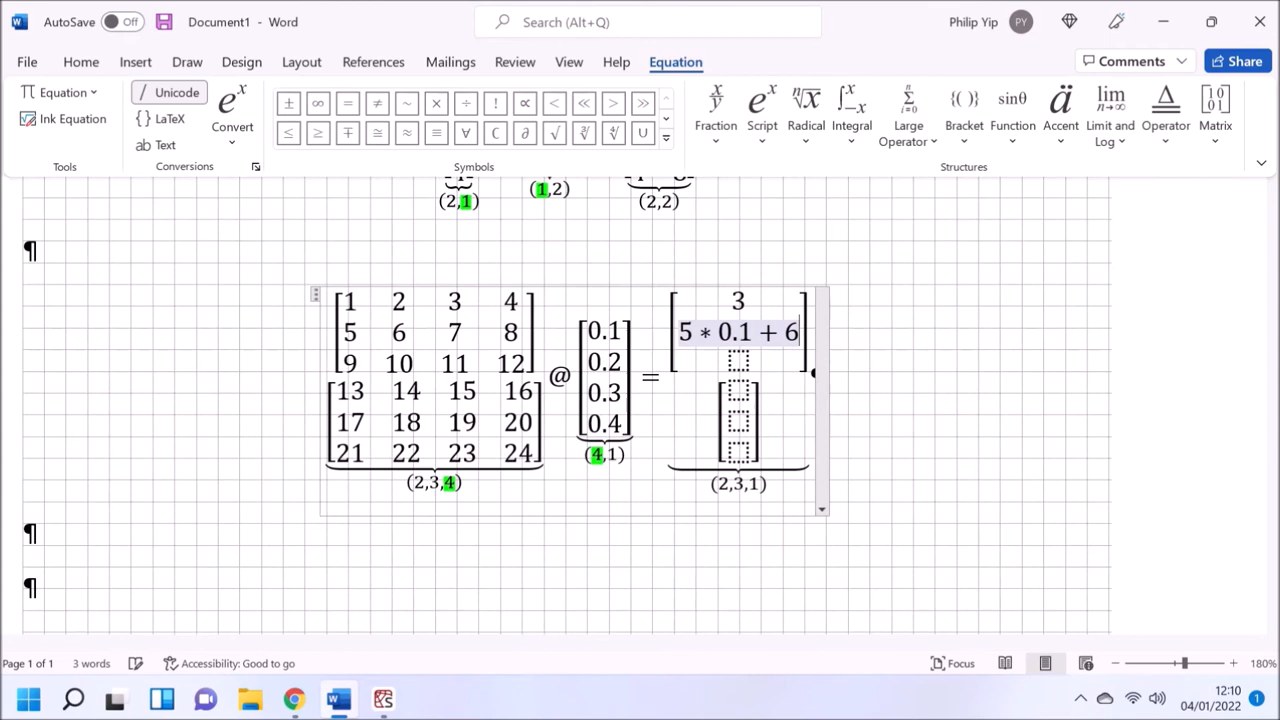 AutoSave Off Document1 - Word Search (Alt+Q) Philip Yip PY
File Home Insert Draw Design Layout References Mailings Review View Help Equation Comments Share
Equation Unicode
Ink Equation {} LaTeX
ab Text
Convert
± ∞ = ≠ ~ × ÷ ! ∝ < ≪ > ≫
≤ ≥ ∓ ≅ ≈ ≡ ∀ ∁ ∂ √ ∛ ∜ ∪
Fraction Script Radical Integral Large Operator Bracket Function Accent Limit and Log Operator Matrix
Tools Conversions Symbols Structures
(2,1) (1,2) (2,2)
¶
1 2 3 4
5 6 7 8
9 10 11 12
13 14 15 16
17 18 19 20
21 22 23 24
(2,3,4)
@
0.1
0.2
0.3
0.4
(4,1)
=
3
5 * 0.1 + 6
(2,3,1)
¶
¶
Page 1 of 1 3 words Accessibility: Good to go Focus 180%
12:10
04/01/2022
1